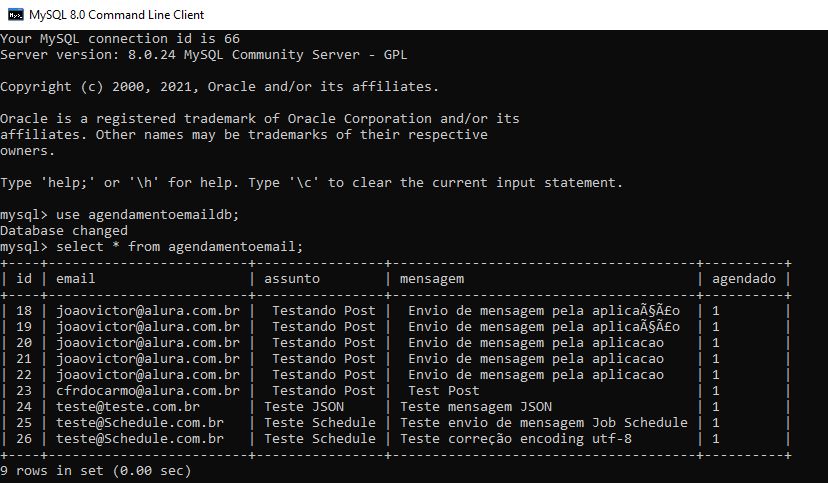 MySQL 8.0 Command Line Client
Your MySQL connection id is 66
Server version: 8.0.24 MySQL Community Server - GPL
Copyright (c) 2000, 2021, Oracle and/or its affiliates.
Oracle is a registered trademark of Oracle Corporation and/or its
affiliates. Other names may be trademarks of their respective
owners.
Type 'help;' or '\h' for help. Type '\c' to clear the current input statement.
mysql> use agendamentoemaildb;
Database changed
mysql> select * from agendamentoemail;
+----+-------------------------+---------------+--------------------------------------+----------+
| id | email                   | assunto       | mensagem                             | agendado |
+----+-------------------------+---------------+--------------------------------------+----------+
| 18 | joaovictor@alura.com.br |  Testando Post |  Envio de mensagem pela aplicaÃ§Ã£o   | 1        |
| 19 | joaovictor@alura.com.br |  Testando Post |  Envio de mensagem pela aplicaÃ§Ã£o   | 1        |
| 20 | joaovictor@alura.com.br |  Testando Post |  Envio de mensagem pela aplicacao    | 1        |
| 21 | joaovictor@alura.com.br |  Testando Post |  Envio de mensagem pela aplicacao    | 1        |
| 22 | joaovictor@alura.com.br |  Testando Post |  Envio de mensagem pela aplicacao    | 1        |
| 23 | cfrdocarmo@alura.com.br |  Testando Post |  Test Post                           | 1        |
| 24 | teste@teste.com.br      | Teste JSON     | Teste mensagem JSON                  | 1        |
| 25 | teste@Schedule.com.br   | Teste Schedule | Teste envio de mensagem Job Schedule | 1        |
| 26 | teste@Schedule.com.br   | Teste Schedule | Teste correção encoding utf-8        | 1        |
+----+-------------------------+---------------+--------------------------------------+----------+
9 rows in set (0.00 sec)